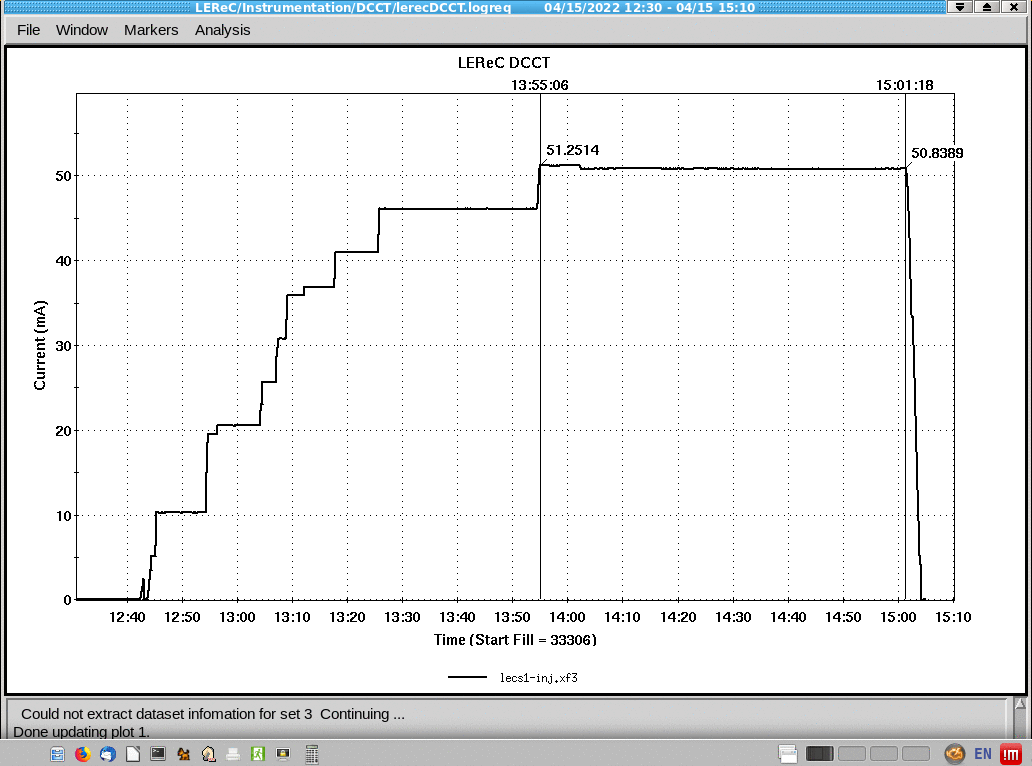 LEReC/Instrumentation/DCCT/lerecDCCT.logreq 04/15/2022 12:30 - 04/15 15:10
File Window Markers Analysis
LEReC DCCT
13:55:06 15:01:18
51.2514 50.8389
50
40
30
20
10
0
Current (mA)
12:40 12:50 13:00 13:10 13:20 13:30 13:40 13:50 14:00 14:10 14:20 14:30 14:40 14:50 15:00 15:10
Time (Start Fill = 33306)
lecs1-inj.xf3
Could not extract dataset infomation for set 3 Continuing ...
Done updating plot 1.
EN !m